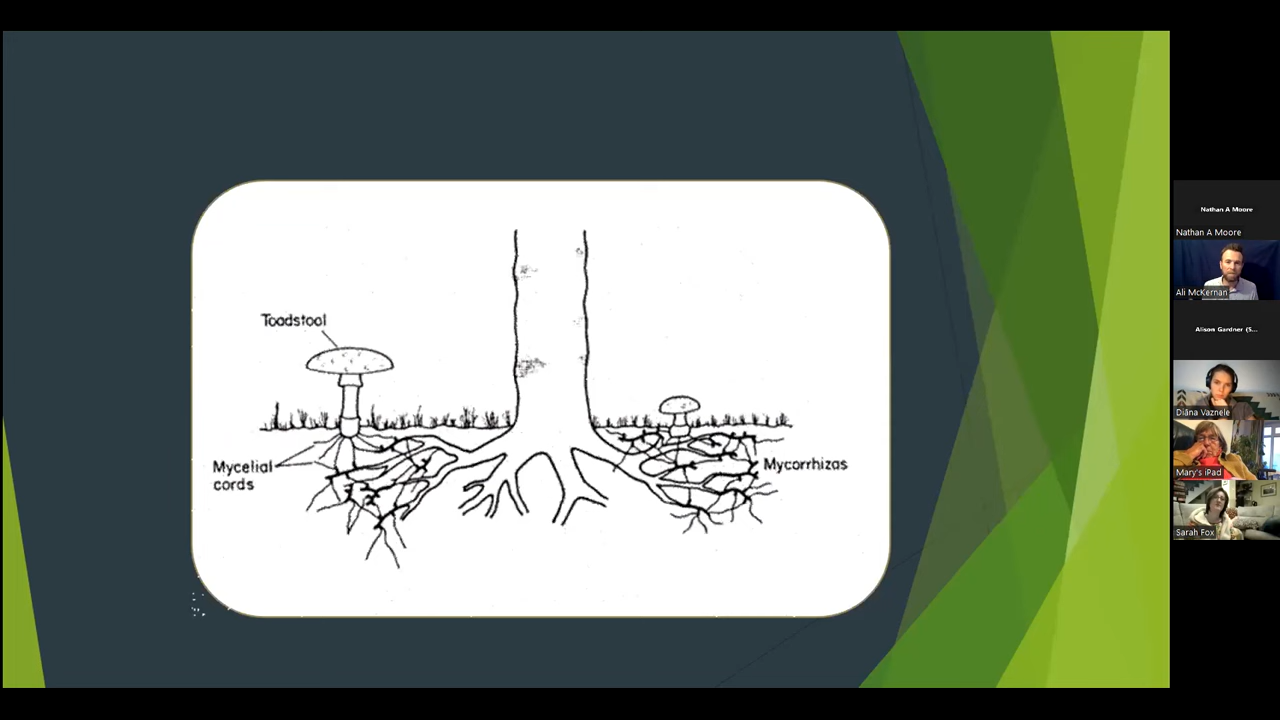 Toadstool
Mycelial
cords
Mycorrhizas
Nathan A Moore
Nathan A Moore
Ali McKernan
Alison Gardner (S...
Diāna Vaznele
Mary's iPad
Sarah Fox